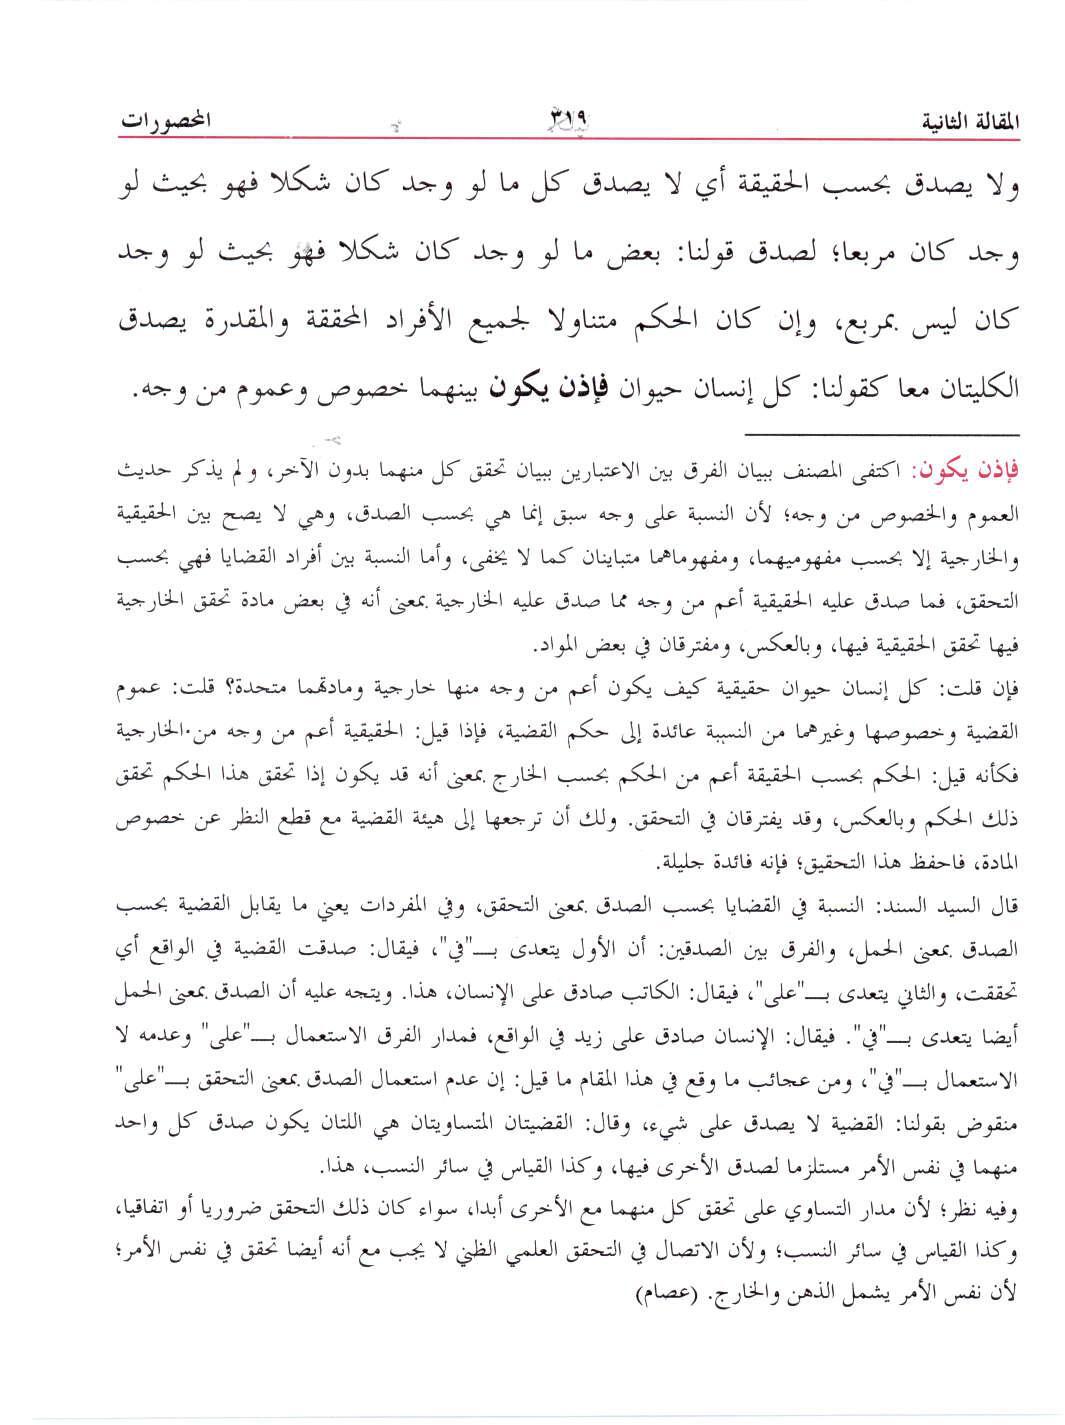 المقالة الثانية ٣١٩ المحصورات
ولا يصدق بحسب الحقيقة أي لا يصدق كل ما لو وجد كان شكلا فهو بحيث لو
وجد كان مربعا؛ لصدق قولنا: بعض ما لو وجد كان شكلا فهو بحيث لو وجد
كان ليس بمربع، وإن كان الحكم متناولا لجميع الأفراد المحققة والمقدرة يصدق
الكليتان معا كقولنا: كل إنسان حيوان فإذن يكون بينهما خصوص وعموم من وجه.
فإذن يكون: اكتفى المصنف ببيان الفرق بين الاعتبارين ببيان تحقق كل منهما بدون الآخر، ولم يذكر حديث
العموم والخصوص من وجه؛ لأن النسبة على وجه سبق إنما هي بحسب الصدق، وهي لا يصح بين الحقيقية
والخارجية إلا بحسب مفهوميهما، ومفهوماهما متباينان كما لا يخفى، وأما النسبة بين أفراد القضايا فهي بحسب
التحقق، فما صدق عليه الحقيقية أعم من وجه مما صدق عليه الخارجية بمعنى أنه في بعض مادة تحقق الخارجية
فيها تحقق الحقيقية فيها، وبالعكس، ومفترقان في بعض المواد.
فإن قلت: كل إنسان حيوان حقيقية كيف يكون أعم من وجه منها خارجية ومادتهما متحدة؟ قلت: عموم
القضية وخصوصها وغيرهما من النسبة عائدة إلى حكم القضية، فإذا قيل: الحقيقية أعم من وجه من الخارجية
فكأنه قيل: الحكم بحسب الحقيقة أعم من الحكم بحسب الخارج بمعنى أنه قد يكون إذا تحقق هذا الحكم تحقق
ذلك الحكم وبالعكس، وقد يفترقان في التحقق. ولك أن ترجعها إلى هيئة القضية مع قطع النظر عن خصوص
المادة، فاحفظ هذا التحقيق؛ فإنه فائدة جليلة.
قال السيد السند: النسبة في القضايا بحسب الصدق بمعنى التحقق، وفي المفردات يعني ما يقابل القضية بحسب
الصدق بمعنى الحمل، والفرق بين الصدقين: أن الأول يتعدى بـ"في"، فيقال: صدقت القضية في الواقع أي
تحققت، والثاني يتعدى بـ"على"، فيقال: الكاتب صادق على الإنسان، هذا. ويتجه عليه أن الصدق بمعنى الحمل
أيضا يتعدى بـ"في". فيقال: الإنسان صادق على زيد في الواقع، فمدار الفرق الاستعمال بـ"على" وعدمه لا
الاستعمال بـ"في"، ومن عجائب ما وقع في هذا المقام ما قيل: إن عدم استعمال الصدق بمعنى التحقق بـ"على"
منقوض بقولنا: القضية لا يصدق على شيء، وقال: القضيتان المتساويتان هي اللتان يكون صدق كل واحد
منهما في نفس الأمر مستلزما لصدق الأخرى فيها، وكذا القياس في سائر النسب، هذا.
وفيه نظر؛ لأن مدار التساوي على تحقق كل منهما مع الأخرى أبدا، سواء كان ذلك التحقق ضروريا أو اتفاقيا،
وكذا القياس في سائر النسب؛ ولأن الاتصال في التحقق العلمي الظني لا يجب مع أنه أيضا تحقق في نفس الأمر؛
لأن نفس الأمر يشمل الذهن والخارج. (عصام)